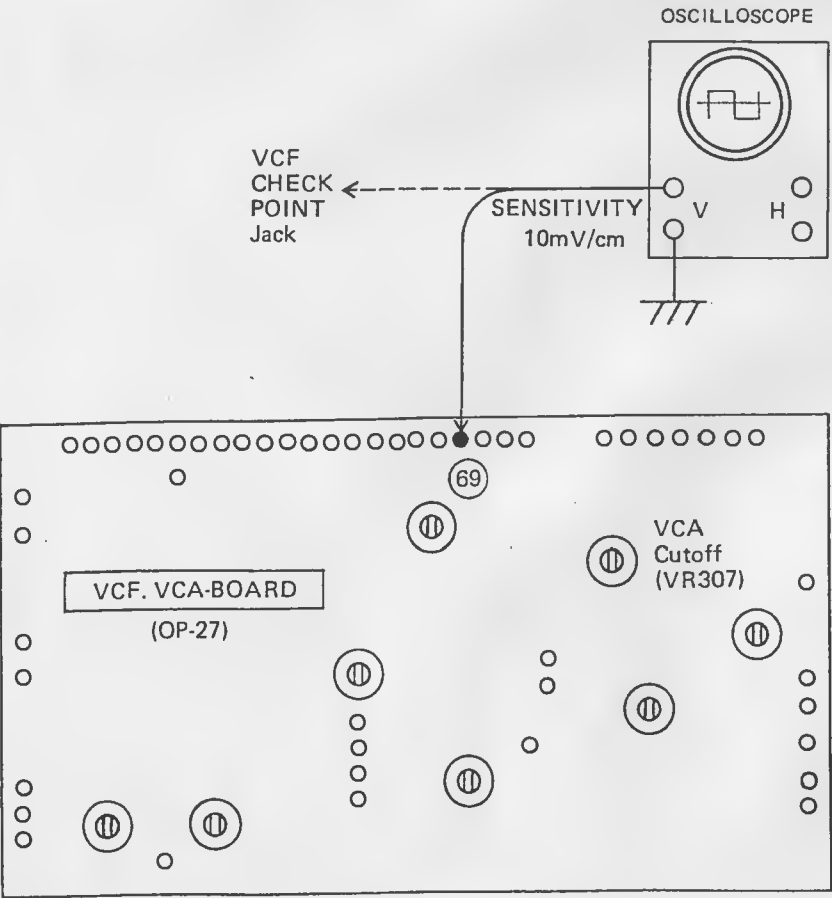 OSCILLOSCOPE
VCF
CHECK
POINT
Jack
SENSITIVITY
10mV/cm
V
H
69
VCA
Cutoff
(VR307)
VCF. VCA-BOARD
(OP-27)